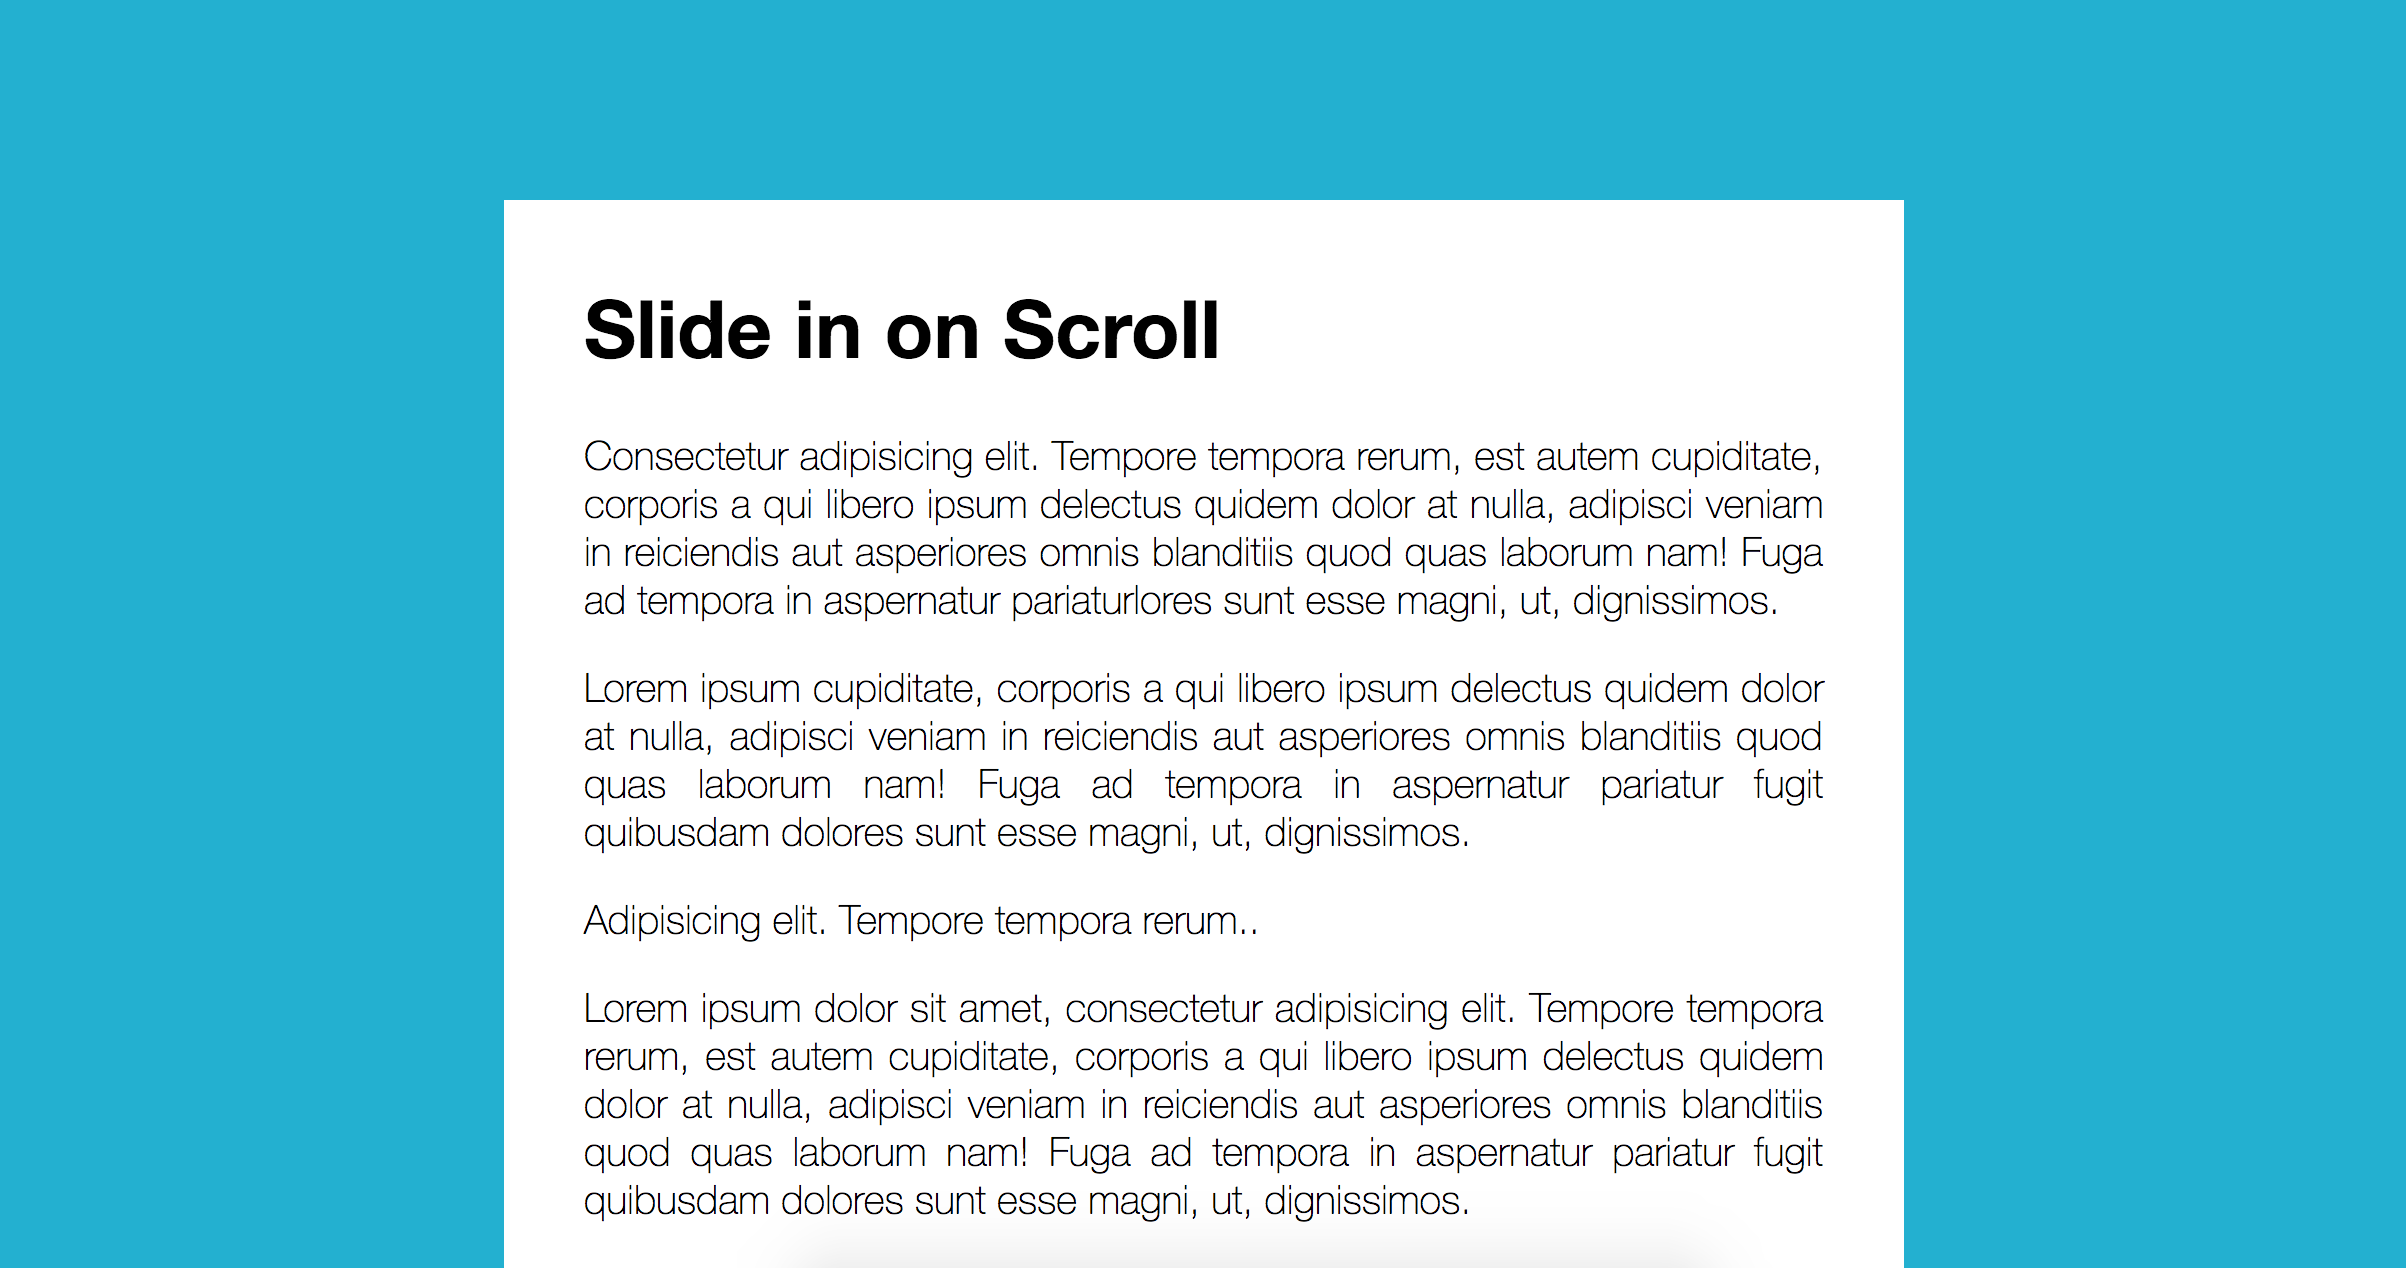 Slide in on Scroll
Consectetur adipisicing elit. Tempore tempora rerum, est autem cupiditate,
corporis a qui libero ipsum delectus quidem dolor at nulla, adipisci veniam
in reiciendis aut asperiores omnis blanditiis quod quas laborum nam! Fuga
ad tempora in aspernatur pariaturlores sunt esse magni, ut, dignissimos.
Lorem ipsum cupiditate, corporis a qui libero ipsum delectus quidem dolor
at nulla, adipisci veniam in reiciendis aut asperiores omnis blanditiis quod
quas laborum nam! Fuga ad tempora in aspernatur pariatur fugit
quibusdam dolores sunt esse magni, ut, dignissimos.
Adipisicing elit. Tempore tempora rerum..
Lorem ipsum dolor sit amet, consectetur adipisicing elit. Tempore tempora
rerum, est autem cupiditate, corporis a qui libero ipsum delectus quidem
dolor at nulla, adipisci veniam in reiciendis aut asperiores omnis blanditiis
quod quas laborum nam! Fuga ad tempora in aspernatur pariatur fugit
quibusdam dolores sunt esse magni, ut, dignissimos.